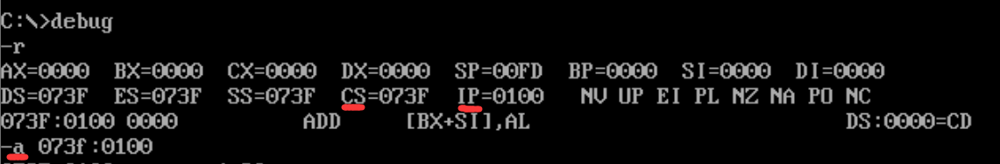 C:\>debug
-r
AX=0000 BX=0000 CX=0000 DX=0000 SP=00FD BP=0000 SI=0000 DI=0000
DS=073F ES=073F SS=073F CS=073F IP=0100 NV UP EI PL NZ NA PO NC
073F:0100 0000 ADD [BX+SI],AL DS:0000=CD
-a 073f:0100